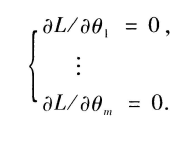 ∂L/∂θ₁ = 0,
⋮
∂L/∂θₘ = 0.